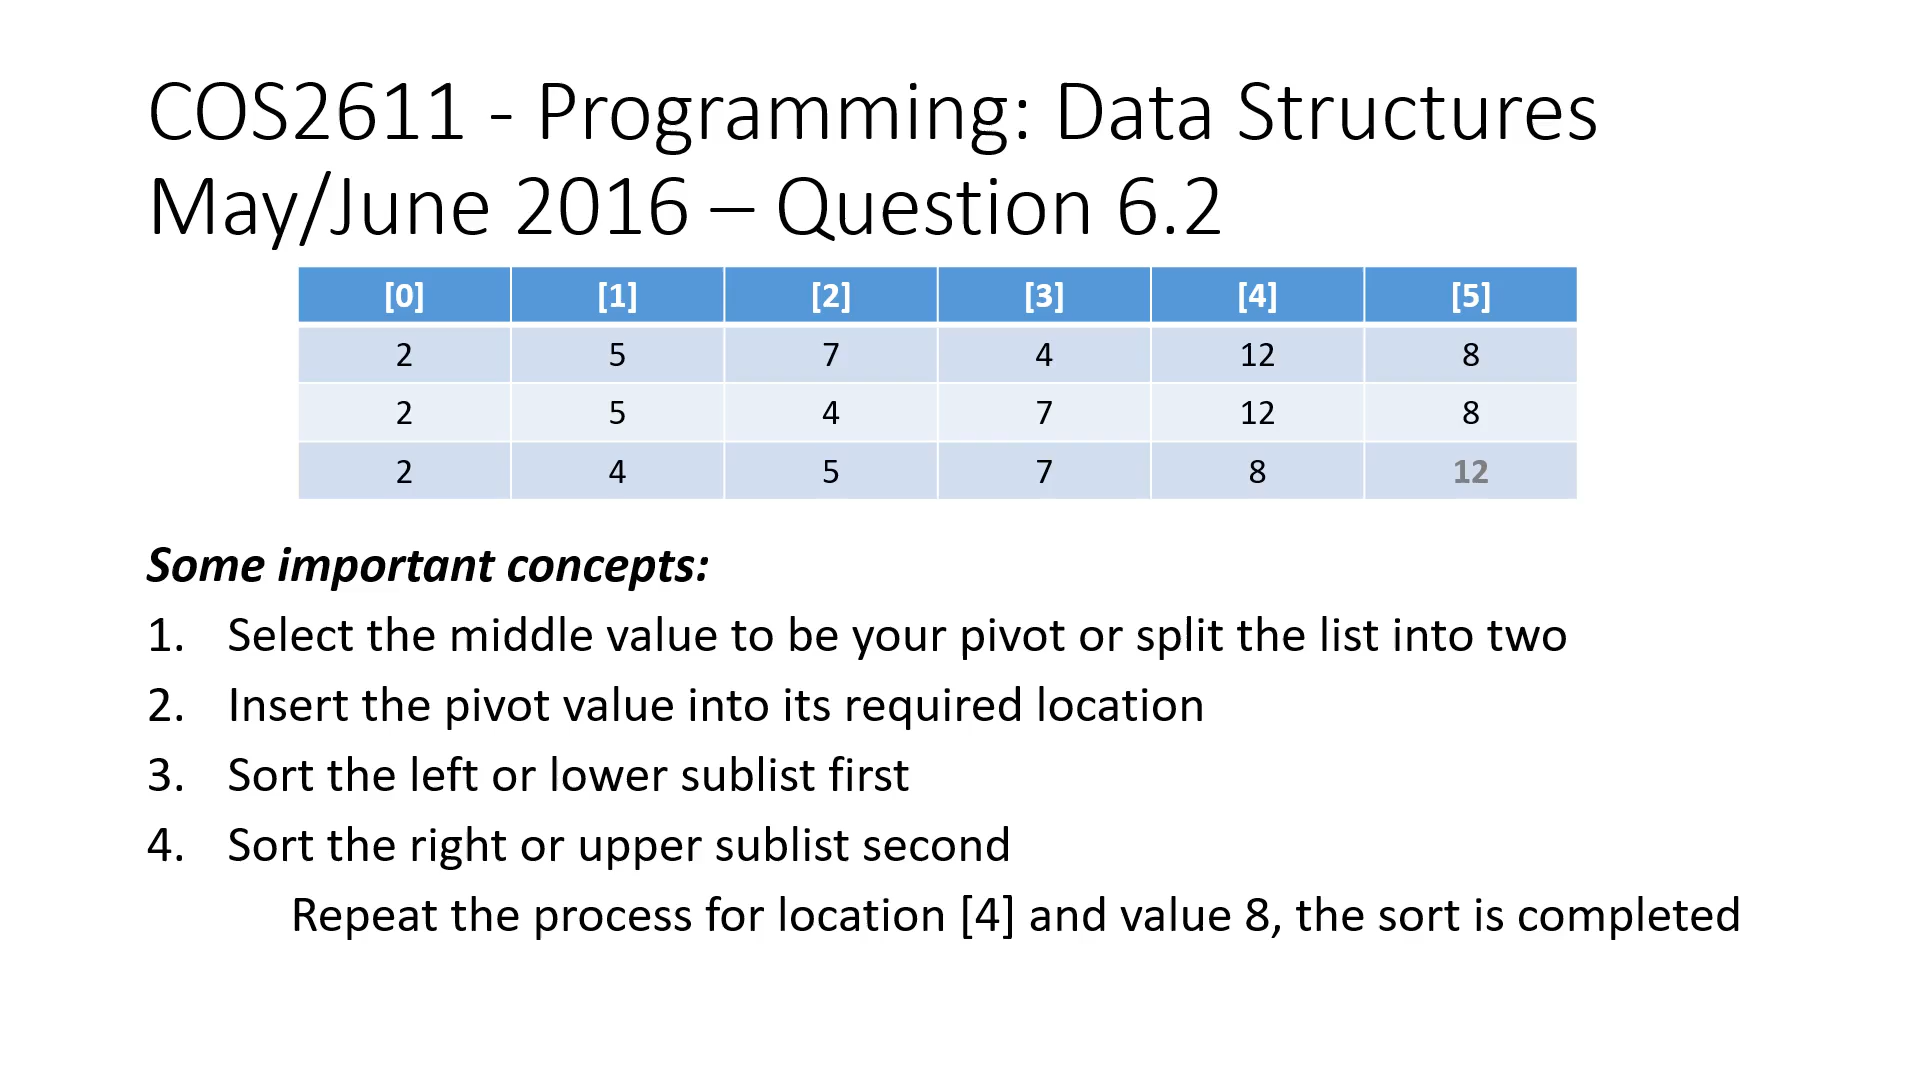 COS2611 - Programming: Data Structures
May/June 2016 – Question 6.2
[0] [1] [2] [3] [4] [5]
2 5 7 4 12 8
2 5 4 7 12 8
2 4 5 7 8 12
Some important concepts:
1. Select the middle value to be your pivot or split the list into two
2. Insert the pivot value into its required location
3. Sort the left or lower sublist first
4. Sort the right or upper sublist second
Repeat the process for location [4] and value 8, the sort is completed